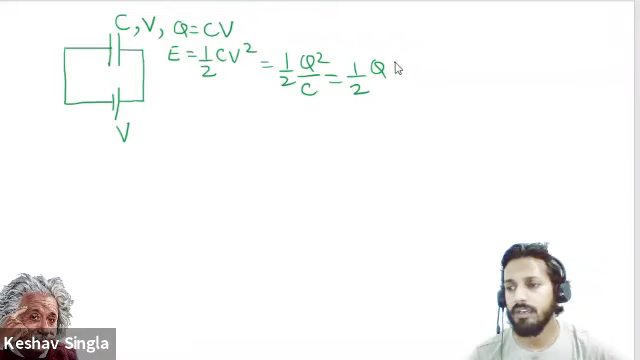 C, V, Q = CV
E = 1/2 CV² = 1/2 Q²/C = 1/2 Q
V
Keshav Singla